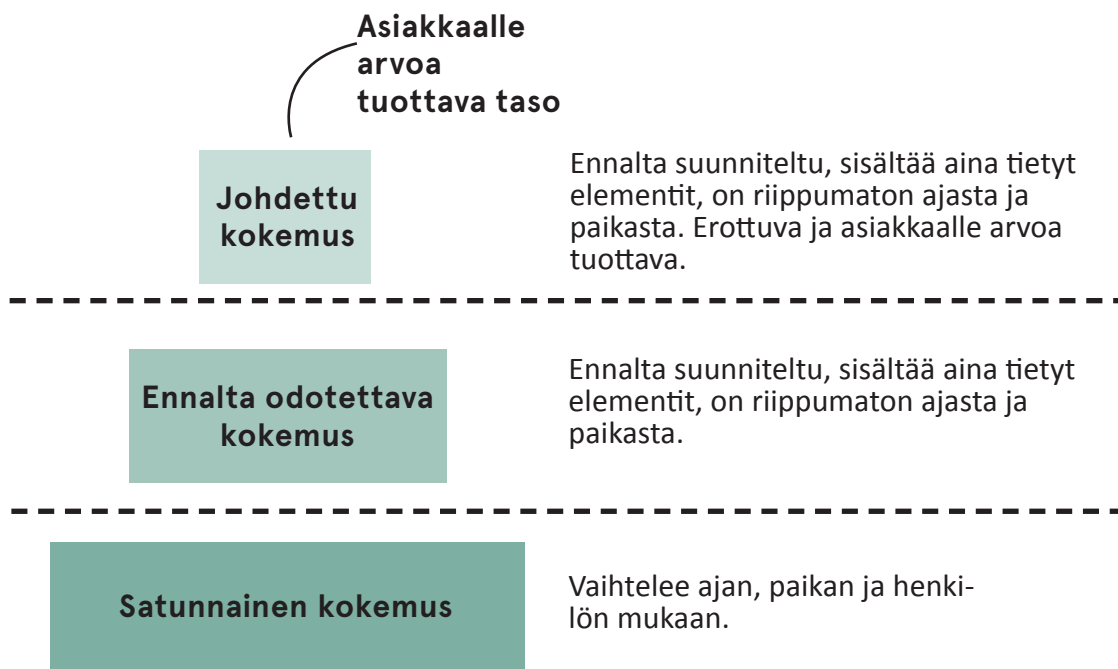 Asiakkaalle
arvoa
tuottava taso
Johdettu
kokemus
Ennalta suunniteltu, sisältää aina tietyt
elementit, on riippumaton ajasta ja
paikasta. Erottuva ja asiakkaalle arvoa
tuottava.
Ennalta odotettava
kokemus
Ennalta suunniteltu, sisältää aina tietyt
elementit, on riippumaton ajasta ja
paikasta.
Satunnainen kokemus
Vaihtelee ajan, paikan ja henki-
lön mukaan.